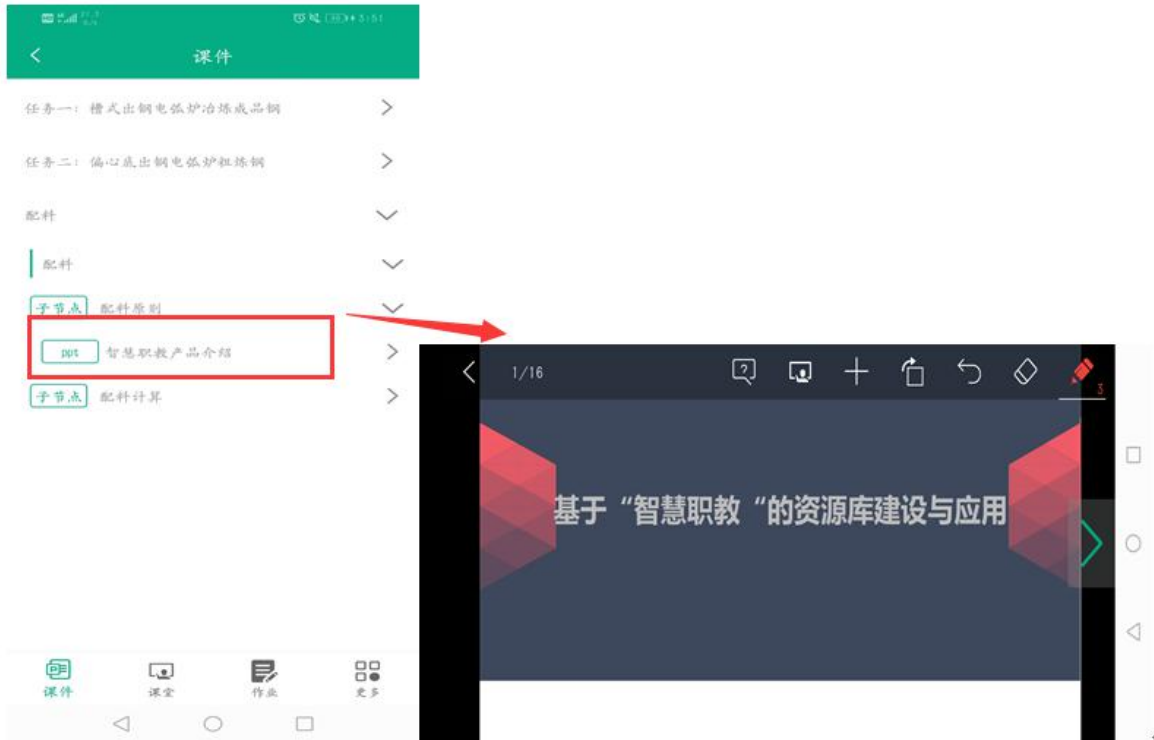 3:51
课件
任务一：槽式出钢电弧炉冶炼成品钢
任务二：偏心底出钢电弧炉粗炼钢
配料
配料
子节点 配料原则
ppt 智慧职教产品介绍
子节点 配料计算
课件 课堂 作业 更多
1/16
3
基于“智慧职教“的资源库建设与应用